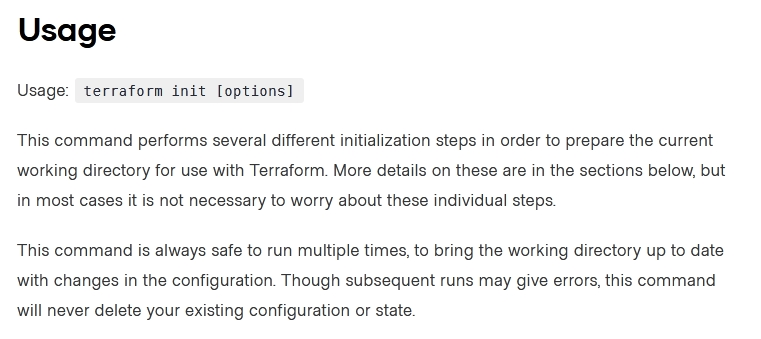 Usage
Usage: terraform init [options]
This command performs several different initialization steps in order to prepare the current
working directory for use with Terraform. More details on these are in the sections below, but
in most cases it is not necessary to worry about these individual steps.
This command is always safe to run multiple times, to bring the working directory up to date
with changes in the configuration. Though subsequent runs may give errors, this command
will never delete your existing configuration or state.